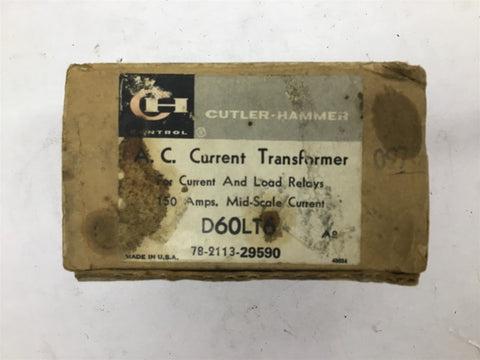 CH
CONTROL ®
CUTLER-HAMMER
A. C. Current Transformer
For Current And Load Relays
150 Amps. Mid-Scale Current
D60LT6
A2
78-2113-29590
MADE IN U.S.A.